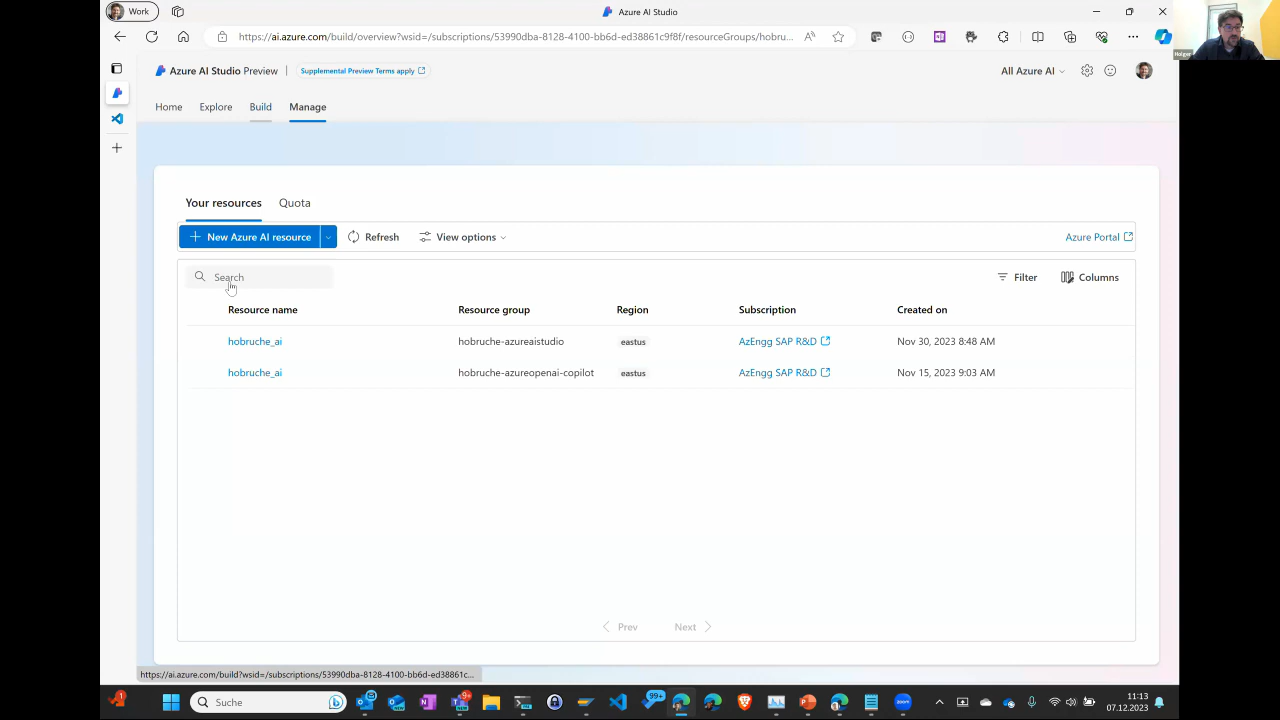 Work
Azure AI Studio
https://ai.azure.com/build/overview?wsid=/subscriptions/53990dba-8128-4100-bb6d-ed38861c9f8f/resourceGroups/hobru...
Holger
Azure AI Studio Preview | Supplemental Preview Terms apply
All Azure AI
Home Explore Build Manage
Your resources Quota
New Azure AI resource Refresh View options Azure Portal
Search Filter Columns
Resource name Resource group Region Subscription Created on
hobruche_ai hobruche-azureaistudio eastus AzEngg SAP R&D Nov 30, 2023 8:48 AM
hobruche_ai hobruche-azureopenai-copilot eastus AzEngg SAP R&D Nov 15, 2023 9:03 AM
Prev Next
https://ai.azure.com/build?wsid=/subscriptions/53990dba-8128-4100-bb6d-ed38861c...
1 Suche 9+ 99+ zoom 11:13
07.12.2023